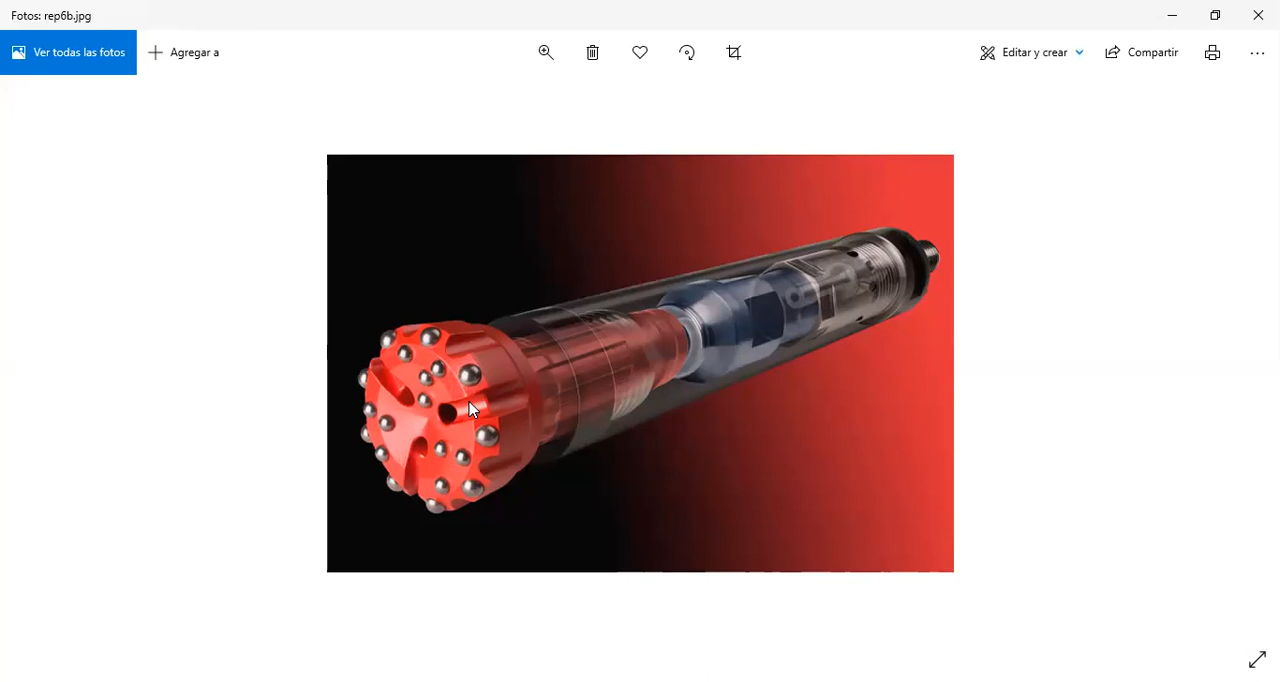 Fotos: rep6b.jpg
Ver todas las fotos
Agregar a
Editar y crear
Compartir